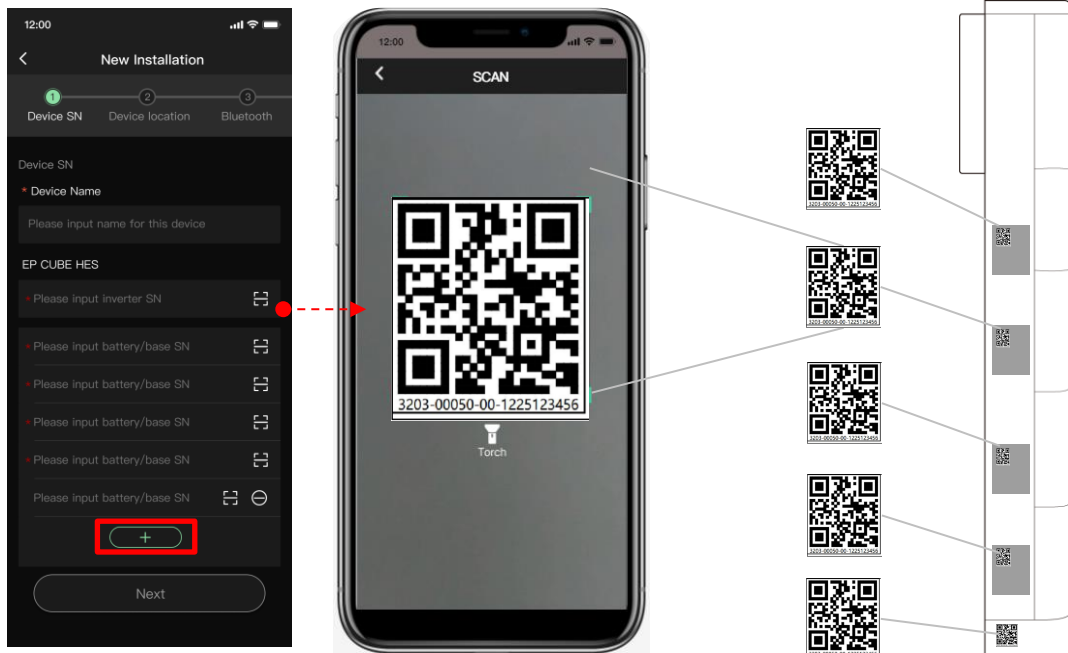 12:00
New Installation
1
2
3
Device SN
Device location
Bluetooth
Device SN
* Device Name
Please input name for this device
EP CUBE HES
* Please input inverter SN
* Please input battery/base SN
* Please input battery/base SN
* Please input battery/base SN
* Please input battery/base SN
Please input battery/base SN
+
Next
12:00
SCAN
3203-00050-00-1225123456
Torch
3203-00050-00-1225123456
3203-00050-00-1225123456
3203-00050-00-1225123456
3203-00050-00-1225123456
3203-00050-00-1225123456